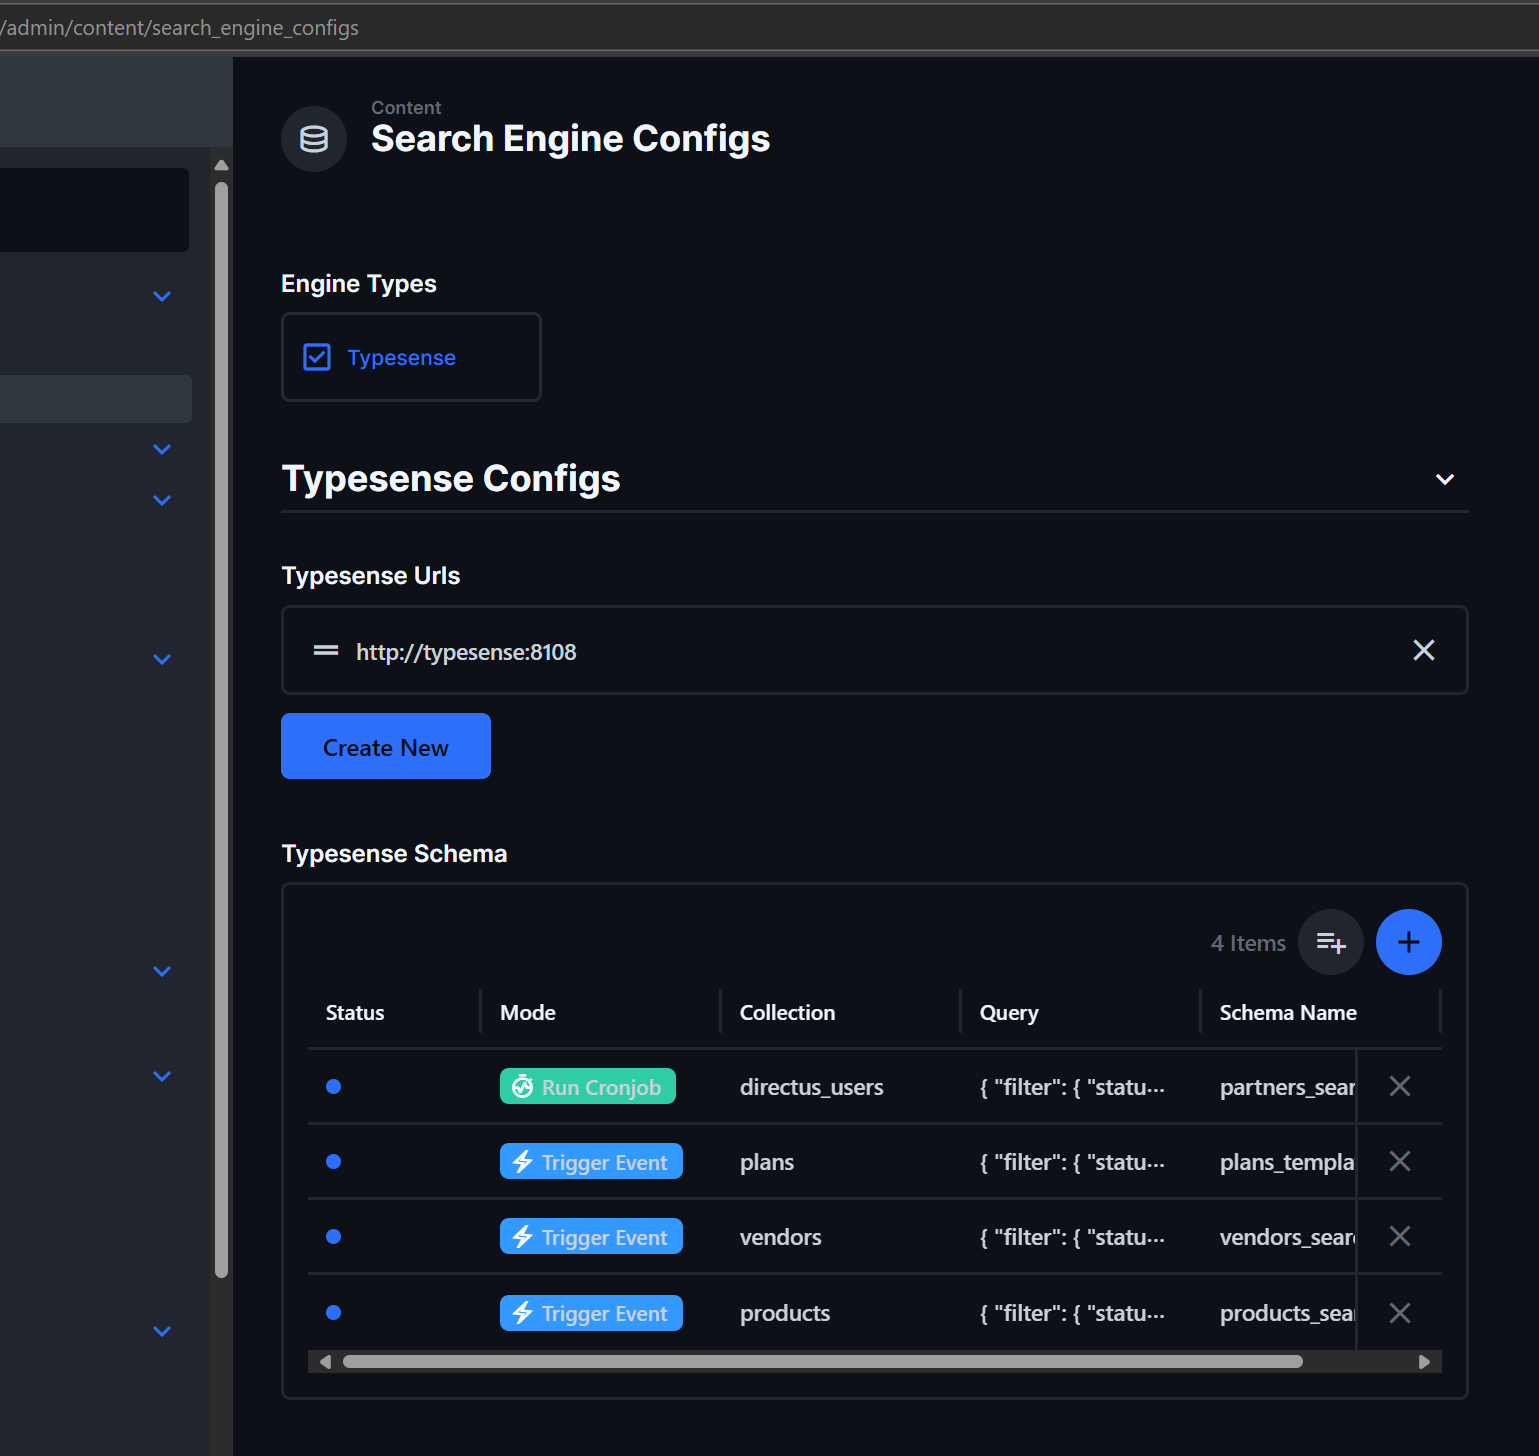 /admin/content/search_engine_configs
Content
Search Engine Configs
Engine Types
Typesense
Typesense Configs
Typesense Urls
http://typesense:8108
Create New
Typesense Schema
4 Items
Status Mode Collection Query Schema Name
Run Cronjob directus_users { "filter": { "statu··· partners_sear
Trigger Event plans { "filter": { "statu··· plans_templa
Trigger Event vendors { "filter": { "statu··· vendors_sear
Trigger Event products { "filter": { "statu··· products_sea